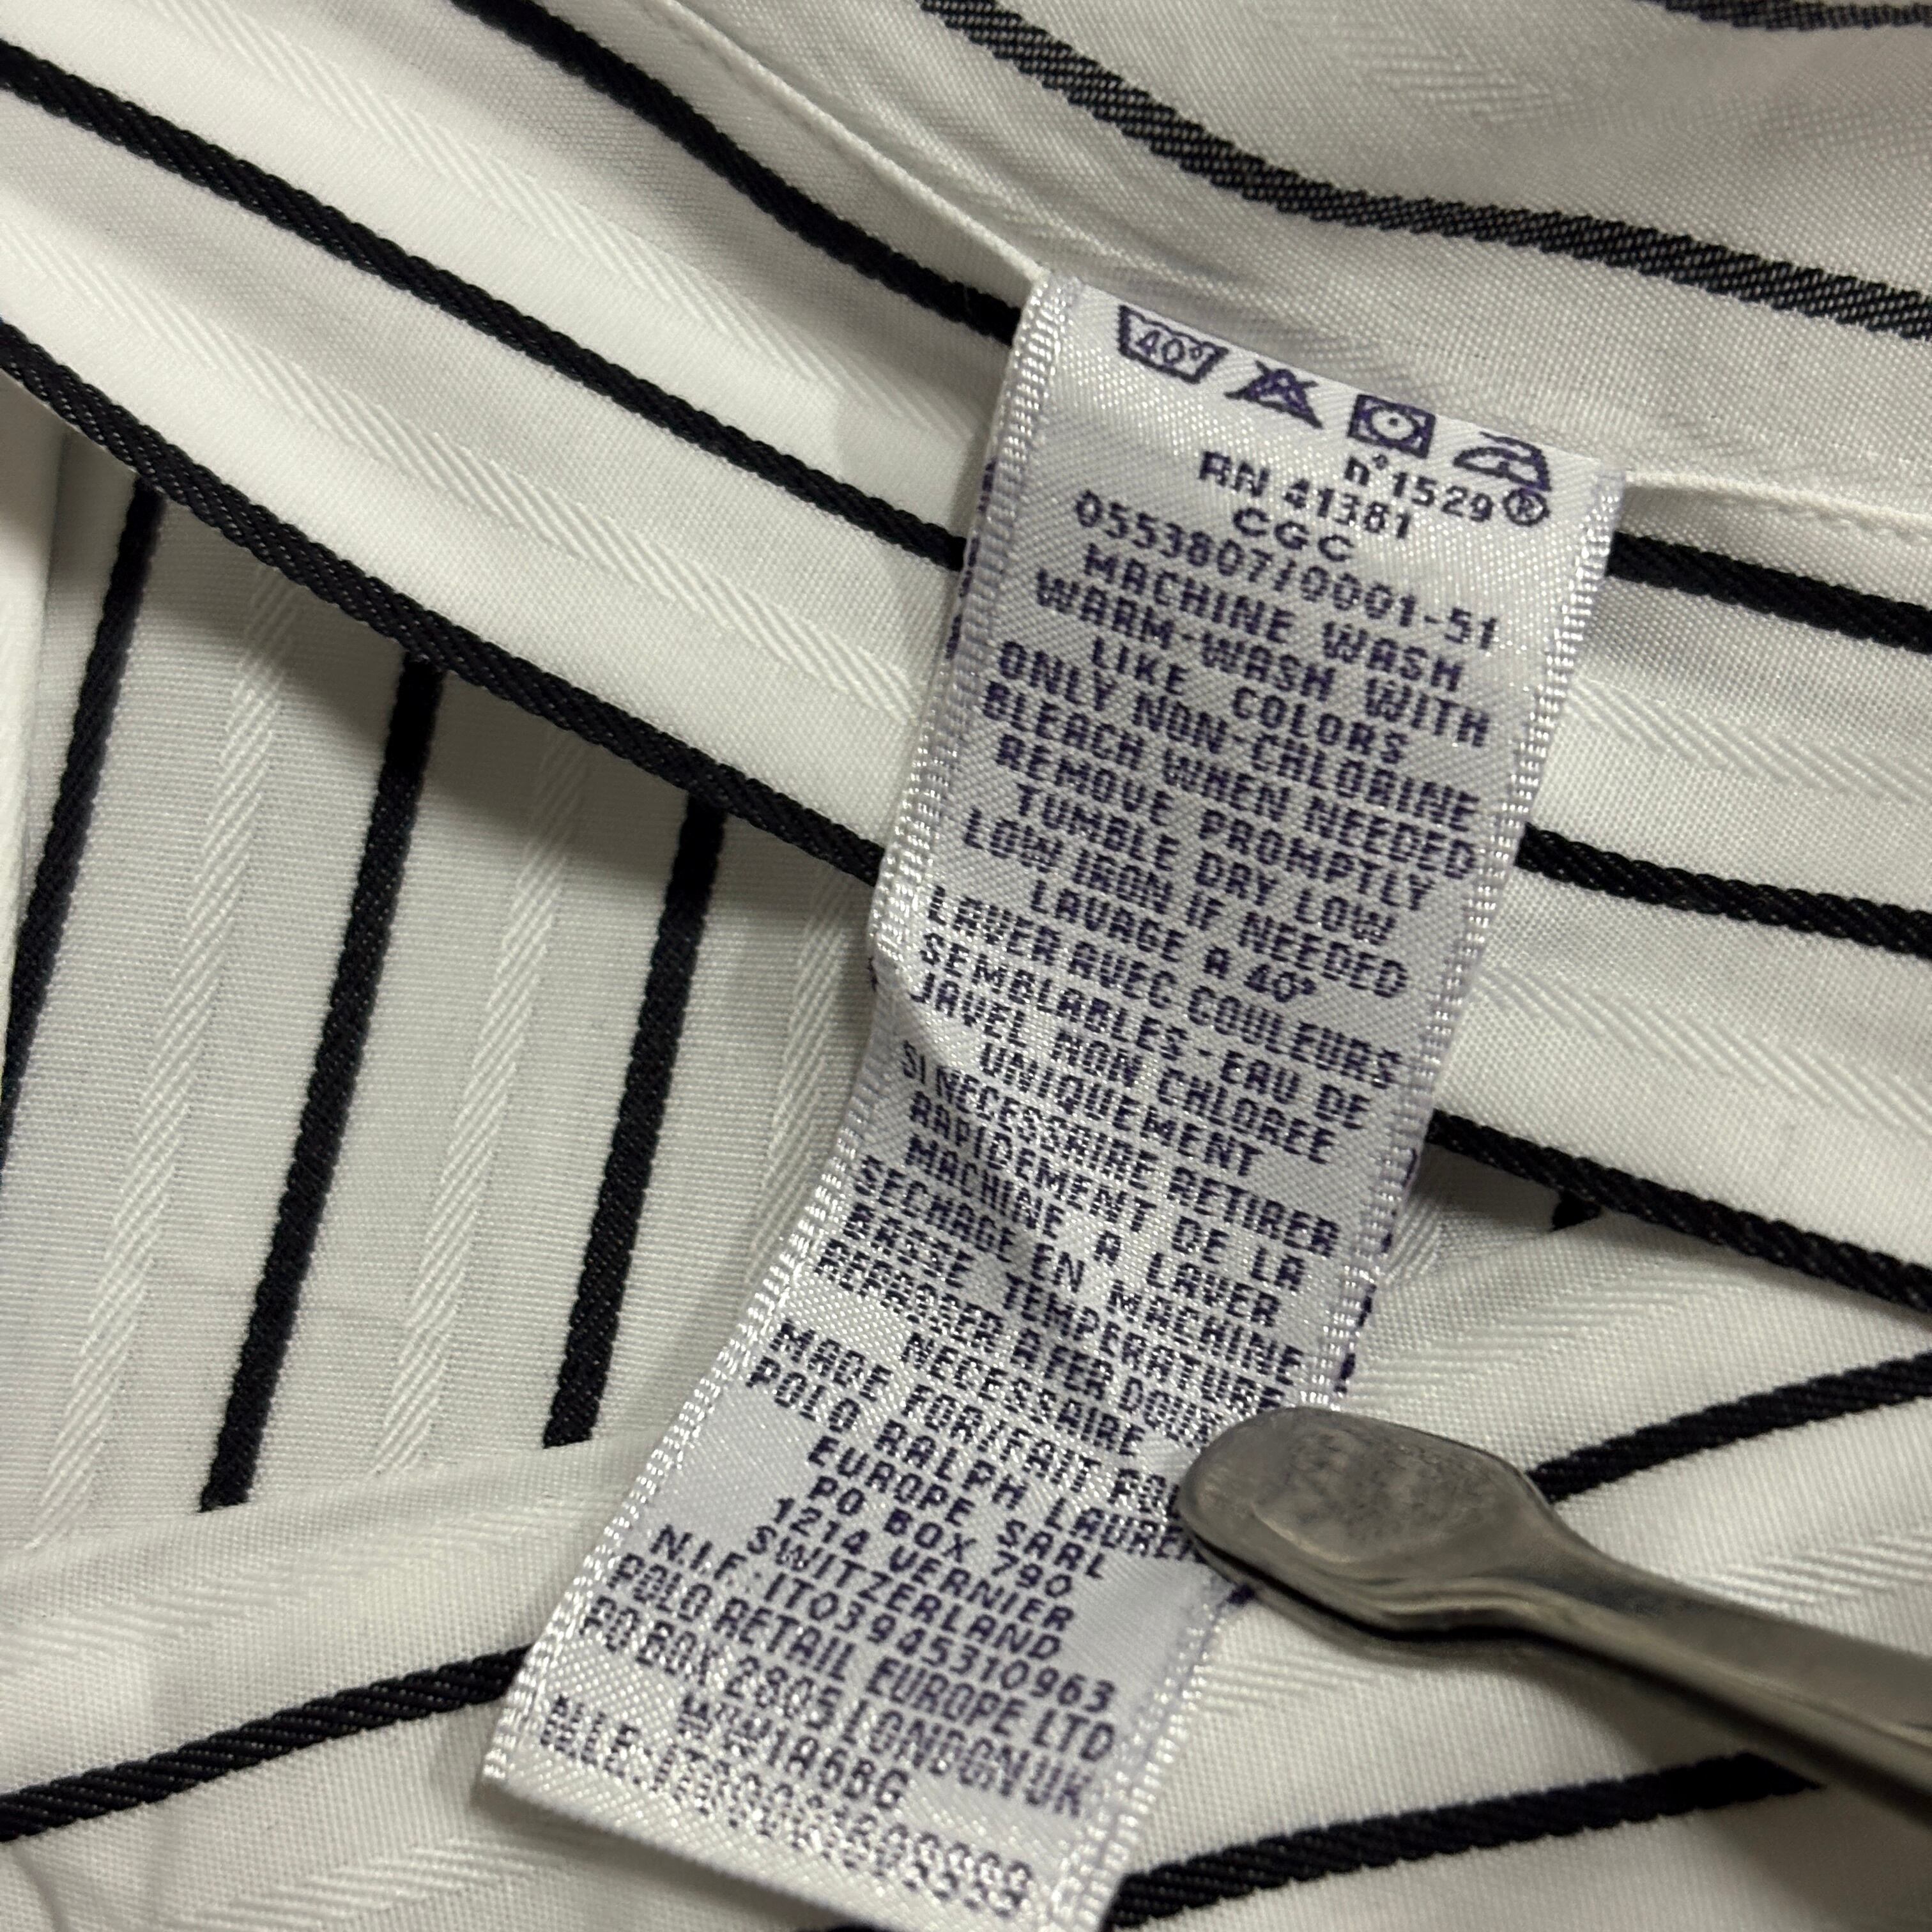 40°
n° 1529®
RN 41381
CGC
0553807/0001-51
MACHINE WASH
WARM-WASH WITH
LIKE COLORS
ONLY NON-CHLORINE
BLEACH WHEN NEEDED
REMOVE PROMPTLY
TUMBLE DRY LOW
LOW IRON IF NEEDED
LAVAGE A 40°
LAVER AVEC COULEURS
SEMBLABLES-EAU DE
JAVEL NON CHLOREE
UNIQUEMENT
SI NECESSAIRE RETIRER
RAPIDEMENT DE LA
MACHINE A LAVER
SECHAGE EN MACHINE
BASSE TEMPERATURE
REPASSER A FER DOUX
NECESSAIRE
MADE FOR/FAIT
POLO RALPH LAUREN
EUROPE SARL
PO BOX 790
1214 VERNIER
SWITZERLAND
N.I.F.:IT03945310963
POLO RETAIL EUROPE LTD
PO BOX 2805 LONDON UK
W1A6BG
N.I.F.: